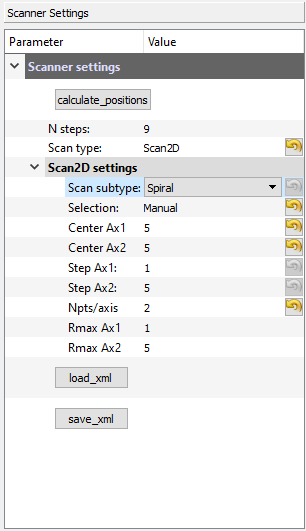 Scanner Settings
Parameter Value
Scanner settings
calculate_positions
N steps: 9
Scan type: Scan2D
Scan2D settings
Scan subtype: Spiral
Selection: Manual
Center Ax1 5
Center Ax2 5
Step Ax1: 1
Step Ax2: 5
Npts/axis 2
Rmax Ax1 1
Rmax Ax2 5
load_xml
save_xml